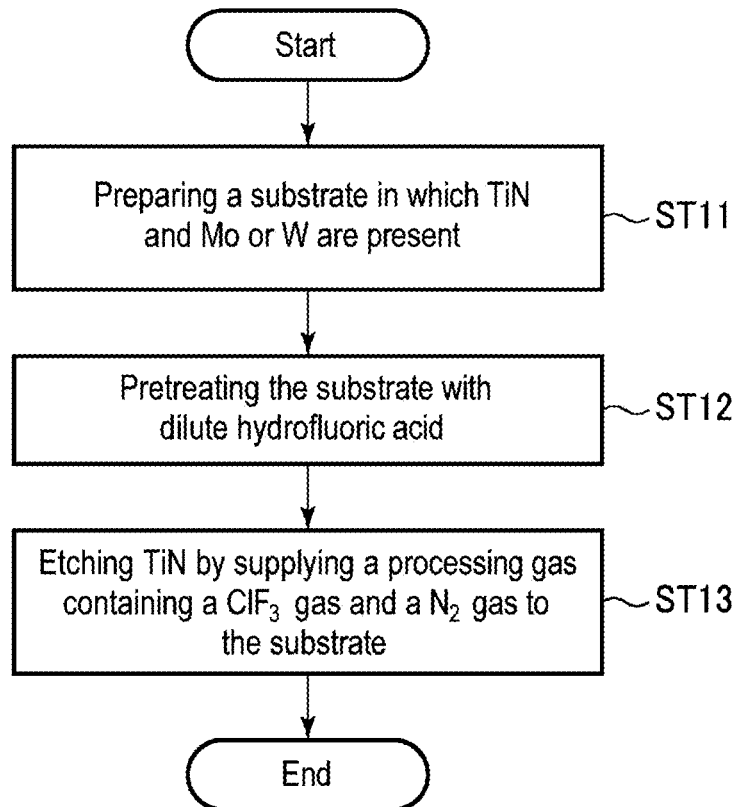 Start
Preparing a substrate in which TiN
and Mo or W are present
ST11
Pretreating the substrate with
dilute hydrofluoric acid
ST12
Etching TiN by supplying a processing gas
containing a ClF₃ gas and a N₂ gas to
the substrate
ST13
End